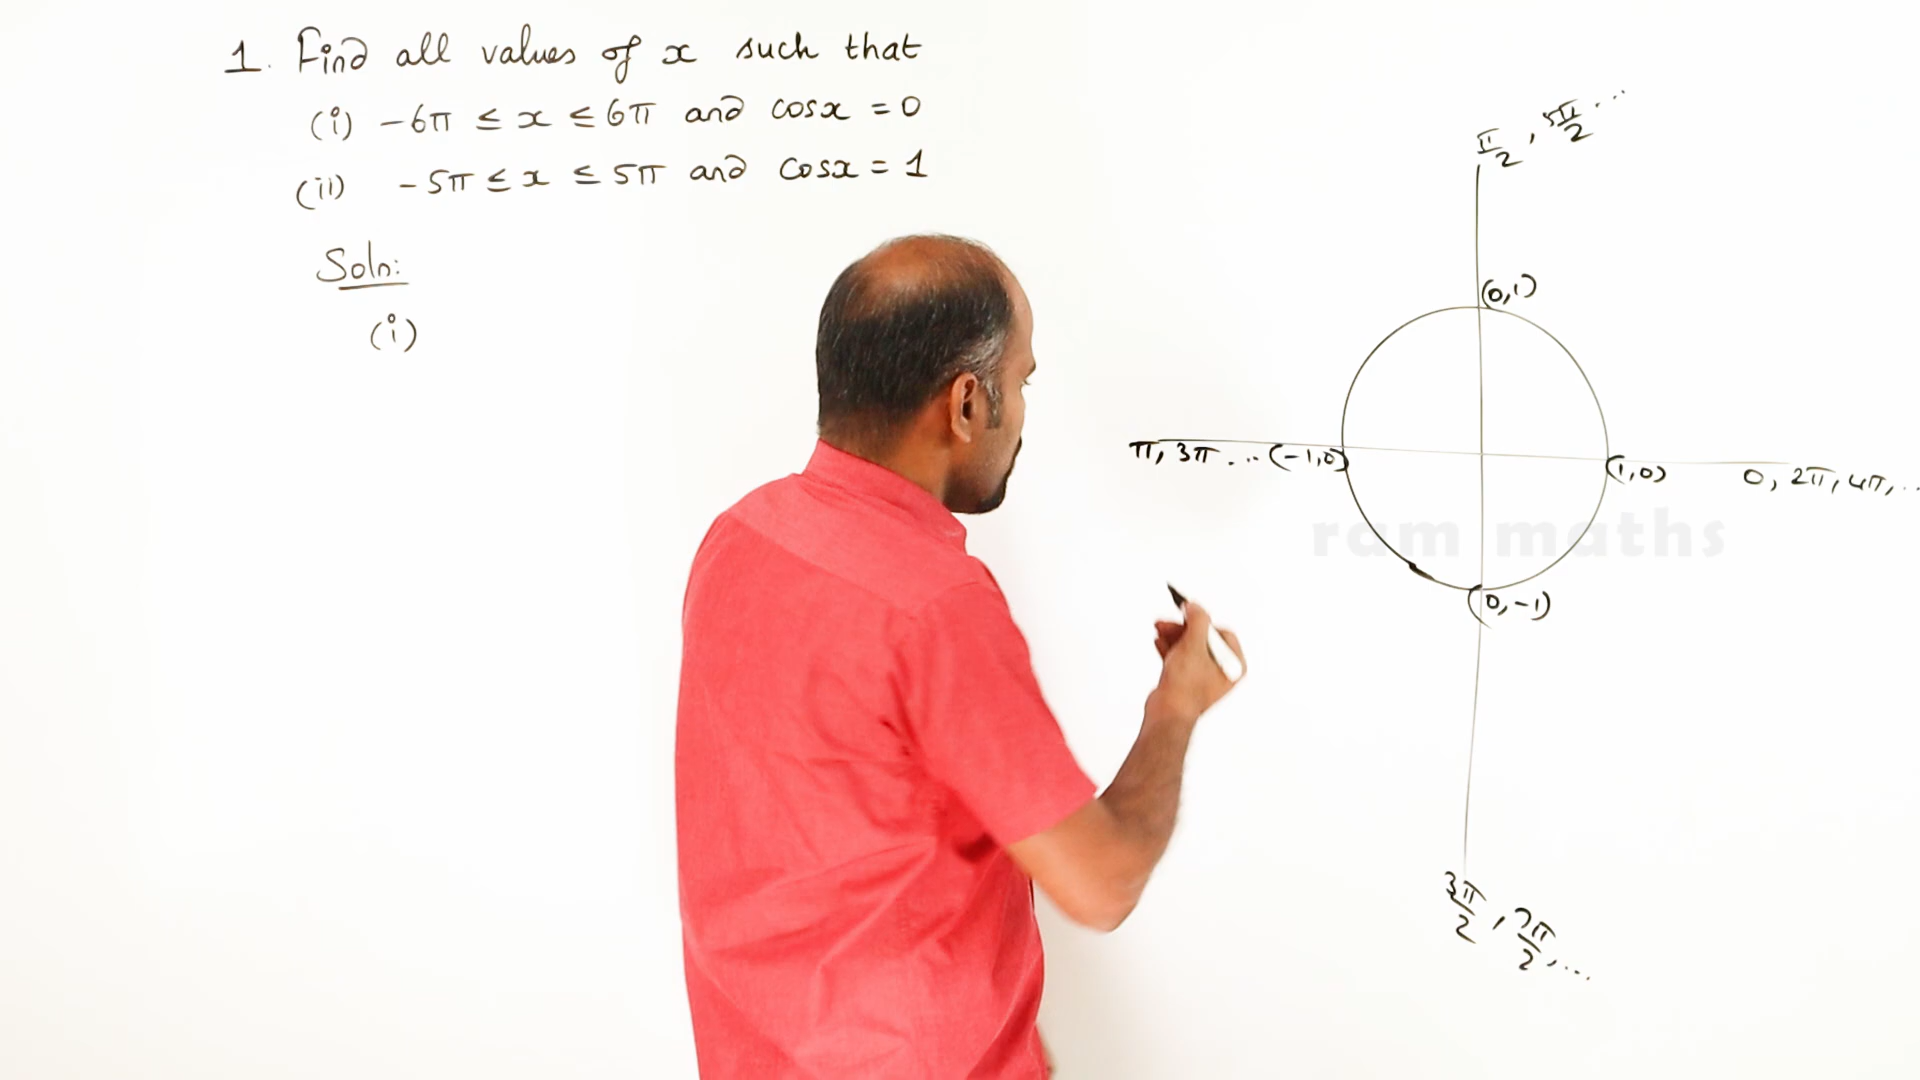 1. Find all values of x such that
(i) -6π ≤ x ≤ 6π and cosx = 0
(ii) -5π ≤ x ≤ 5π and cosx = 1
Soln:
(i)
π/2, 5π/2 ...
(0,1)
π, 3π ... (-1,0)
(1,0) 0, 2π, 4π, ...
ram maths
(0,-1)
3π/2, 7π/2, ...